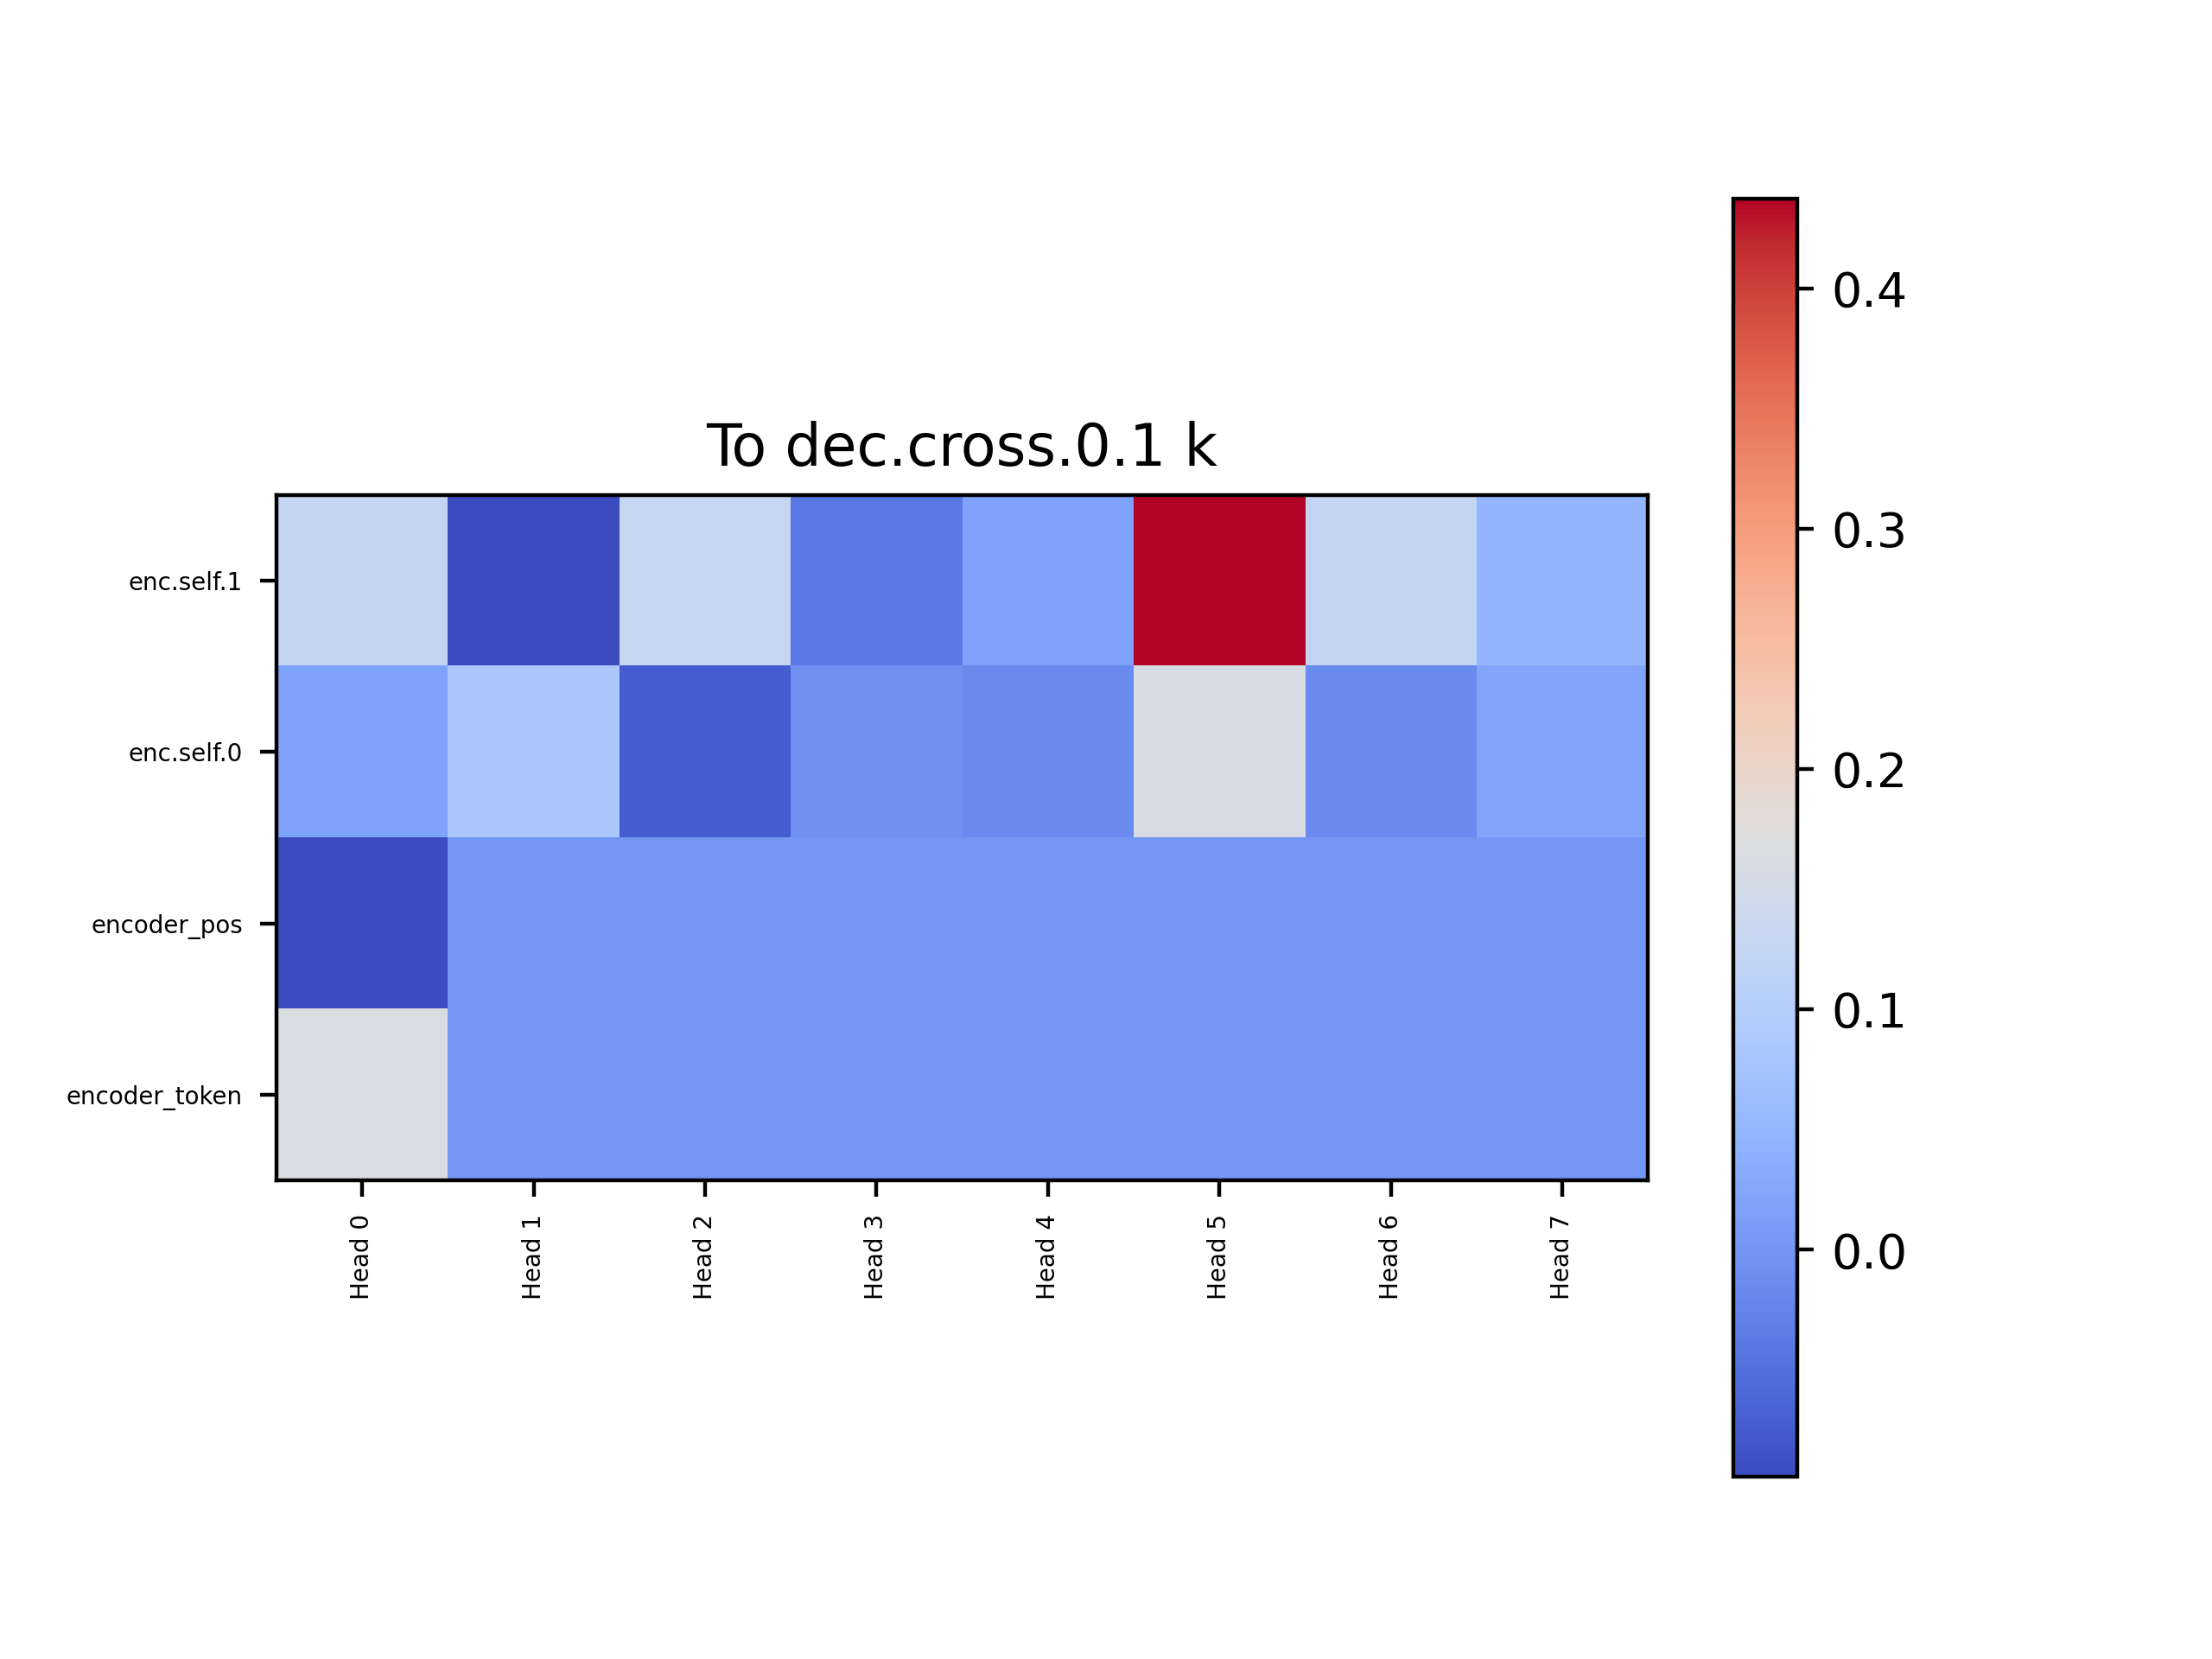 To dec.cross.0.1 k
enc.self.1
enc.self.0
encoder_pos
encoder_token
Head 0
Head 1
Head 2
Head 3
Head 4
Head 5
Head 6
Head 7
0.4
0.3
0.2
0.1
0.0